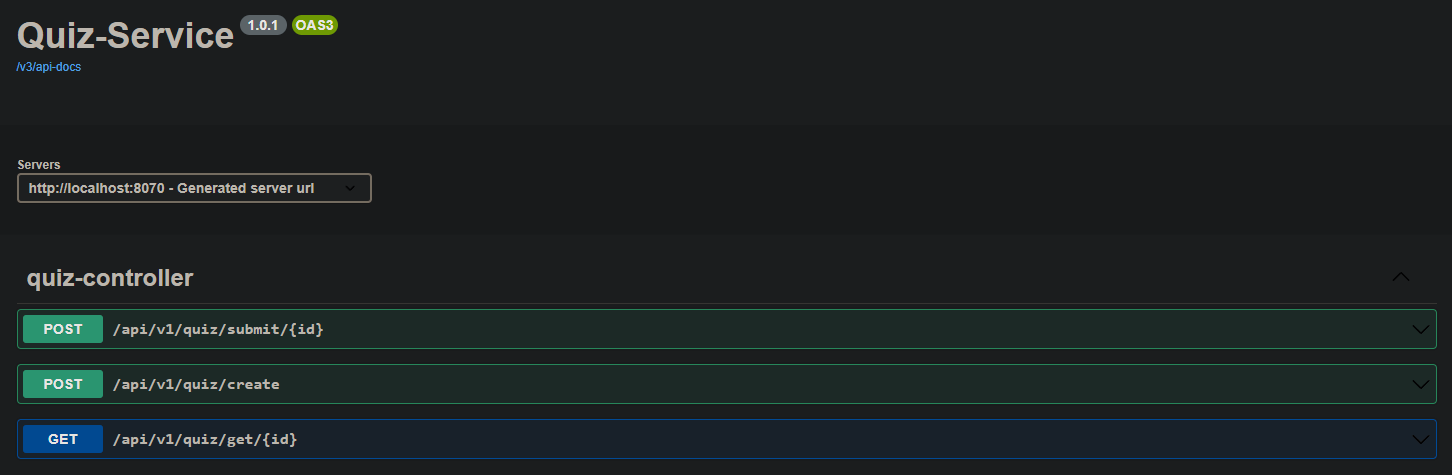 Quiz-Service 1.0.1 OAS3
/v3/api-docs
Servers
http://localhost:8070 - Generated server url
quiz-controller
POST /api/v1/quiz/submit/{id}
POST /api/v1/quiz/create
GET /api/v1/quiz/get/{id}